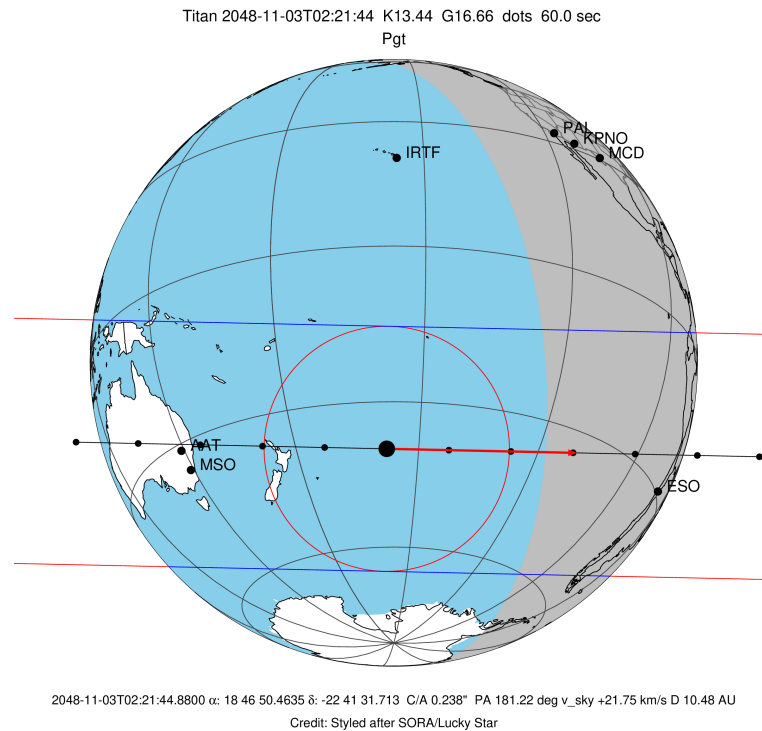 Titan 2048-11-03T02:21:44 K13.44 G16.66 dots 60.0 sec
Pgt
PAL
KPNO
IRTF
MCD
AAT
MSO
ESO
2048-11-03T02:21:44.8800 α: 18 46 50.4635 δ: -22 41 31.713 C/A 0.238" PA 181.22 deg v_sky +21.75 km/s D 10.48 AU
Credit: Styled after SORA/Lucky Star